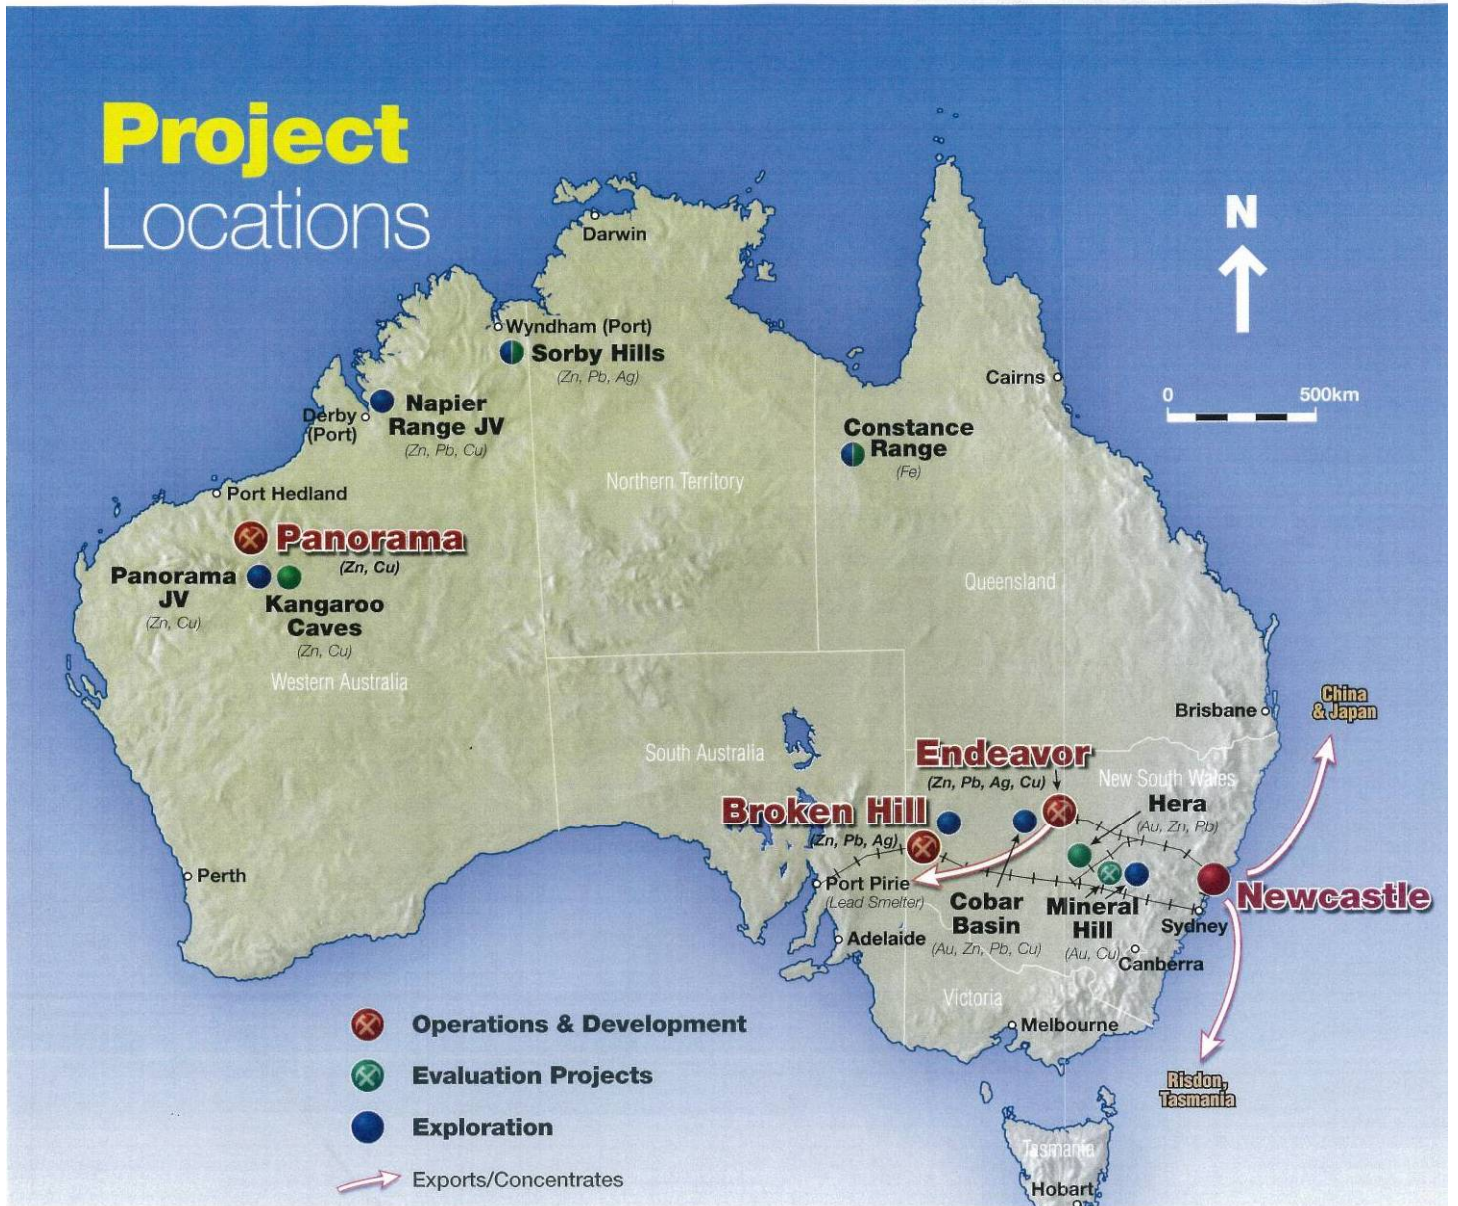 Project
Locations
N
0 500km
Darwin
Wyndham (Port)
Sorby Hills
(Zn, Pb, Ag)
Cairns
Napier
Range JV
(Zn, Pb, Cu)
Derby
(Port)
Constance
Range
(Fe)
Northern Territory
Port Hedland
Panorama
(Zn, Cu)
Panorama
JV
(Zn, Cu)
Kangaroo
Caves
(Zn, Cu)
Queensland
Western Australia
China
& Japan
Brisbane
South Australia
Endeavor
(Zn, Pb, Ag, Cu)
New South Wales
Hera
(Au, Zn, Pb)
Broken Hill
(Zn, Pb, Ag)
Perth
Port Pirie
(Lead Smelter)
Newcastle
Cobar
Basin
(Au, Zn, Pb, Cu)
Mineral
Hill
(Au, Cu)
Sydney
Adelaide
Canberra
Victoria
Melbourne
Operations & Development
Evaluation Projects
Exploration
Exports/Concentrates
Risdon,
Tasmania
Tasmania
Hobart